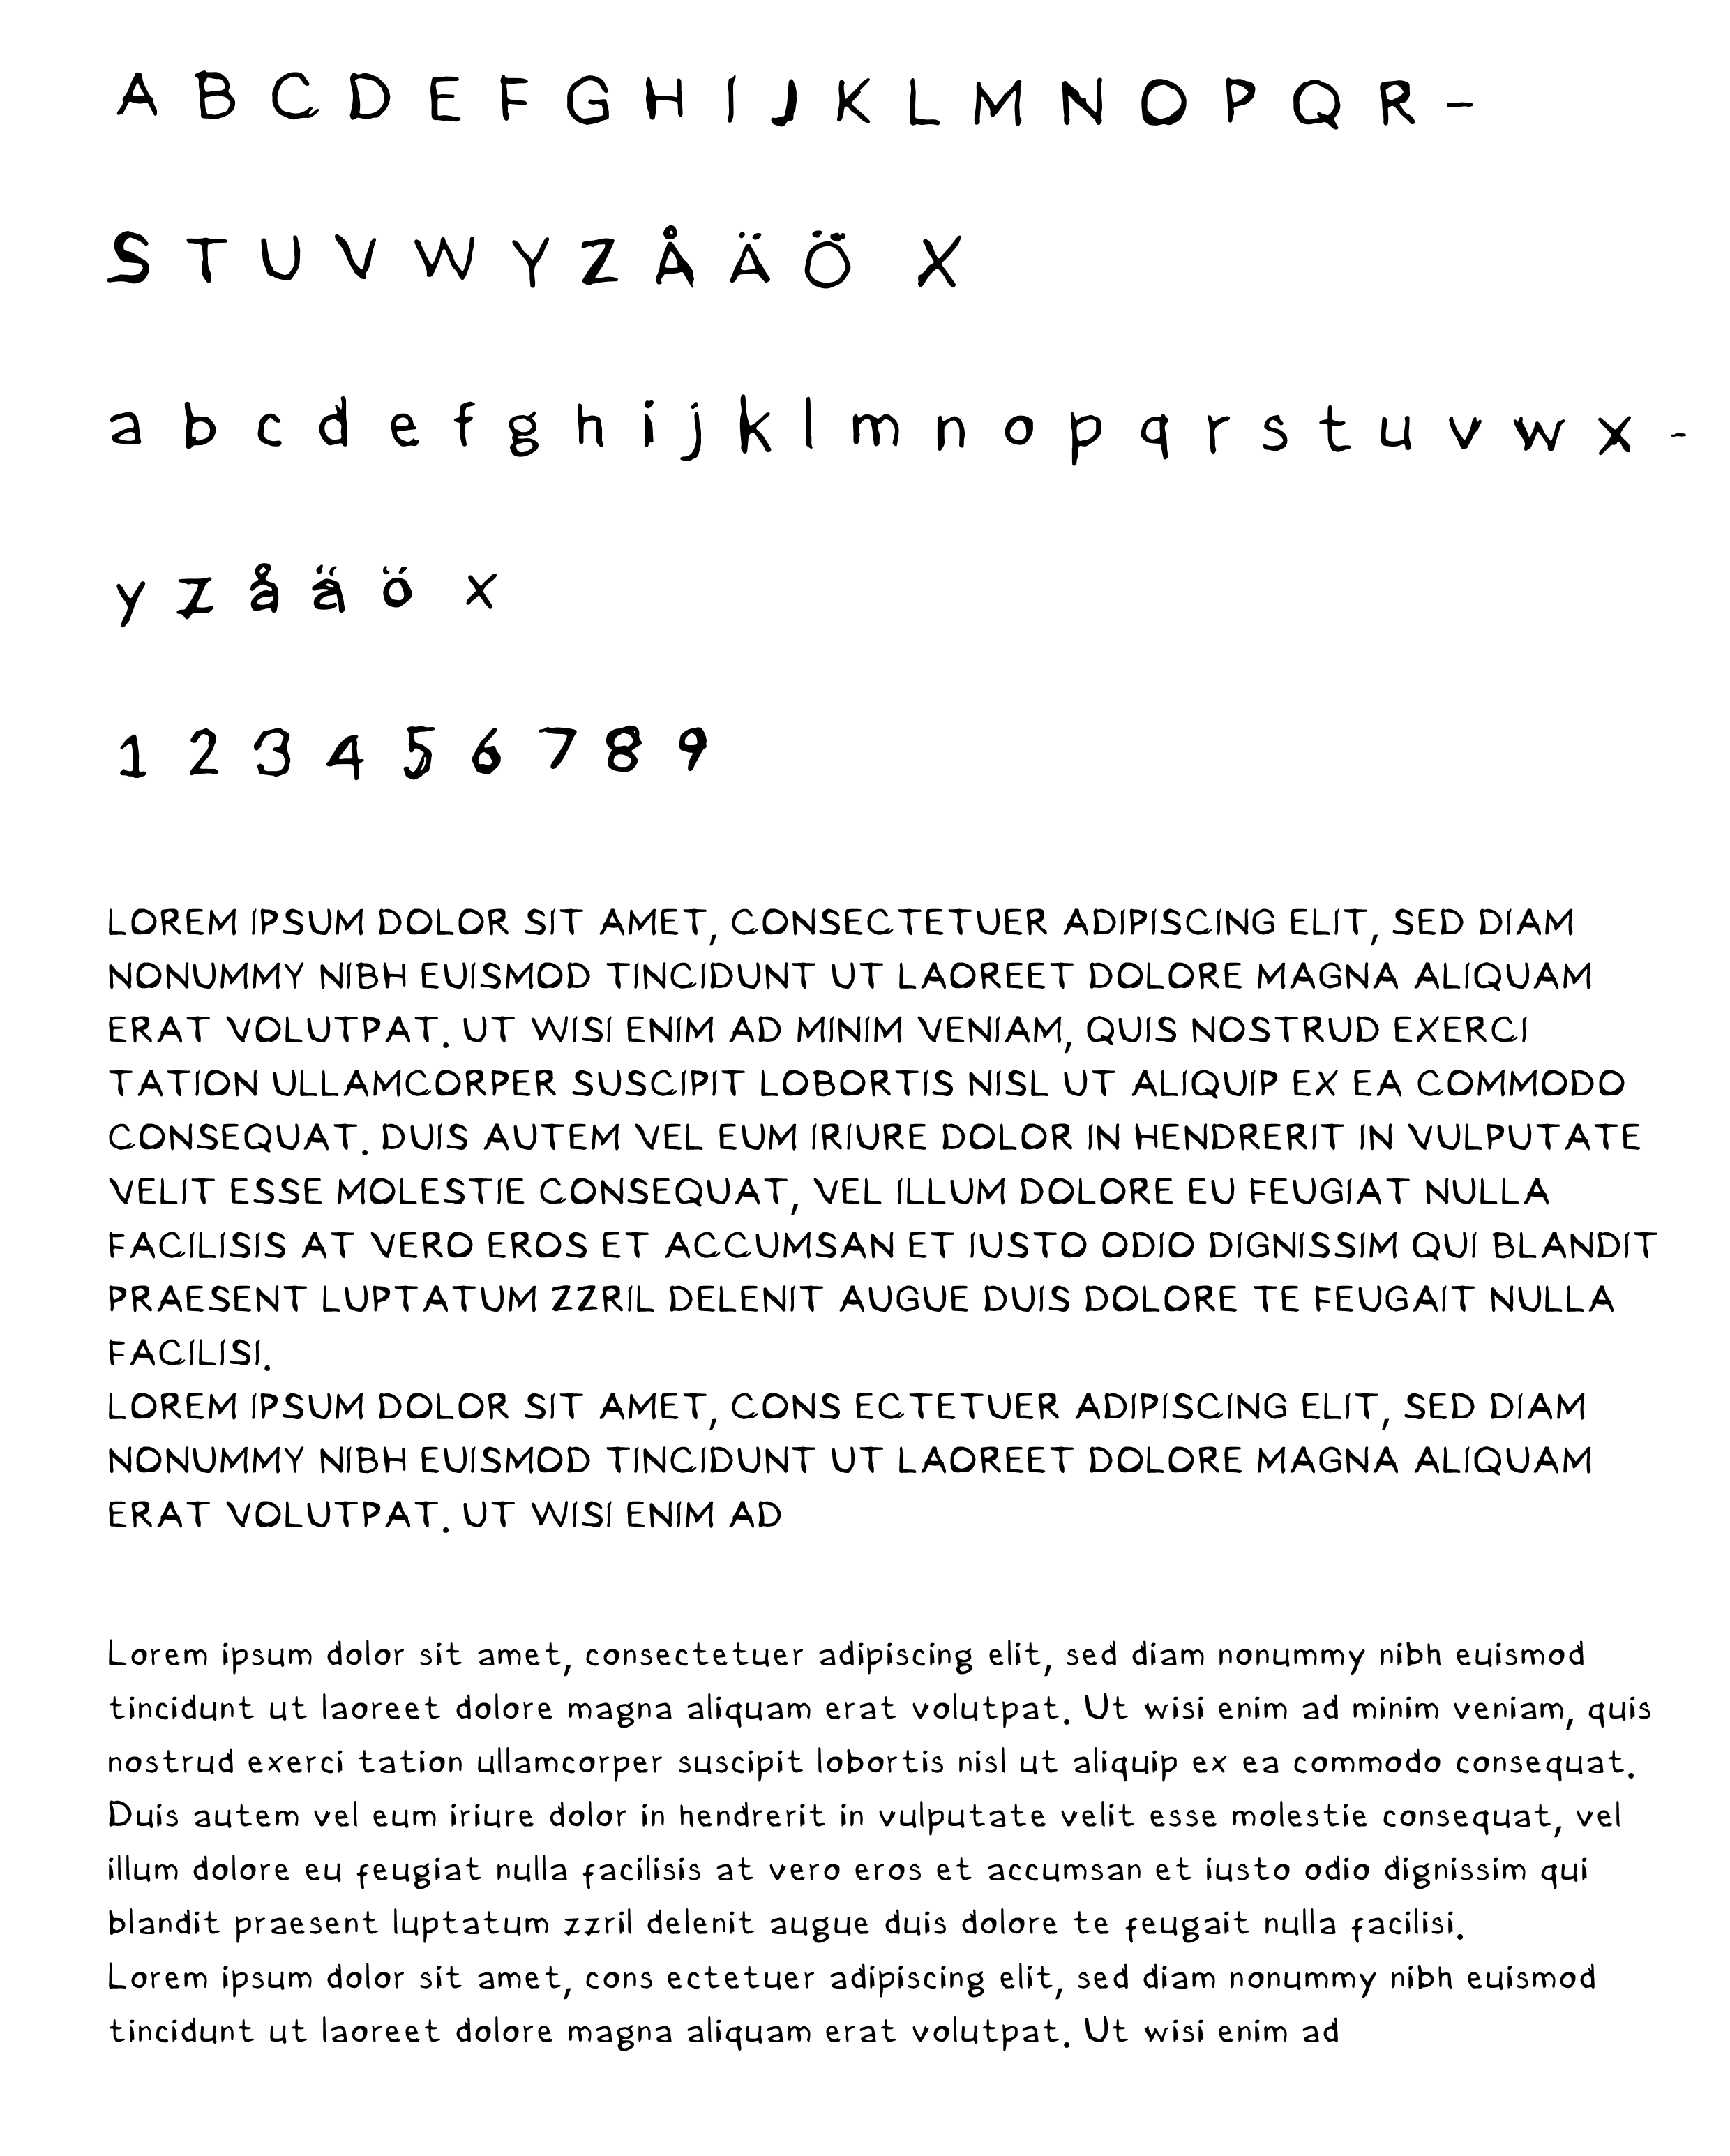 A B C D E F G H I J K L M N O P Q R -
S T U V W Y Z Å Ä Ö X
a b c d e f g h i j k l m n o p q r s t u v w x -
y z å ä ö x
1 2 3 4 5 6 7 8 9
LOREM IPSUM DOLOR SIT AMET, CONSECTETUER ADIPISCING ELIT, SED DIAM
NONUMMY NIBH EUISMOD TINCIDUNT UT LAOREET DOLORE MAGNA ALIQUAM
ERAT VOLUTPAT. UT WISI ENIM AD MINIM VENIAM, QUIS NOSTRUD EXERCI
TATION ULLAMCORPER SUSCIPIT LOBORTIS NISL UT ALIQUIP EX EA COMMODO
CONSEQUAT. DUIS AUTEM VEL EUM IRIURE DOLOR IN HENDRERIT IN VULPUTATE
VELIT ESSE MOLESTIE CONSEQUAT, VEL ILLUM DOLORE EU FEUGIAT NULLA
FACILISIS AT VERO EROS ET ACCUMSAN ET IUSTO ODIO DIGNISSIM QUI BLANDIT
PRAESENT LUPTATUM ZZRIL DELENIT AUGUE DUIS DOLORE TE FEUGAIT NULLA
FACILISI.
LOREM IPSUM DOLOR SIT AMET, CONS ECTETUER ADIPISCING ELIT, SED DIAM
NONUMMY NIBH EUISMOD TINCIDUNT UT LAOREET DOLORE MAGNA ALIQUAM
ERAT VOLUTPAT. UT WISI ENIM AD
Lorem ipsum dolor sit amet, consectetuer adipiscing elit, sed diam nonummy nibh euismod
tincidunt ut laoreet dolore magna aliquam erat volutpat. Ut wisi enim ad minim veniam, quis
nostrud exerci tation ullamcorper suscipit lobortis nisl ut aliquip ex ea commodo consequat.
Duis autem vel eum iriure dolor in hendrerit in vulputate velit esse molestie consequat, vel
illum dolore eu feugiat nulla facilisis at vero eros et accumsan et iusto odio dignissim qui
blandit praesent luptatum zzril delenit augue duis dolore te feugait nulla facilisi.
Lorem ipsum dolor sit amet, cons ectetuer adipiscing elit, sed diam nonummy nibh euismod
tincidunt ut laoreet dolore magna aliquam erat volutpat. Ut wisi enim ad